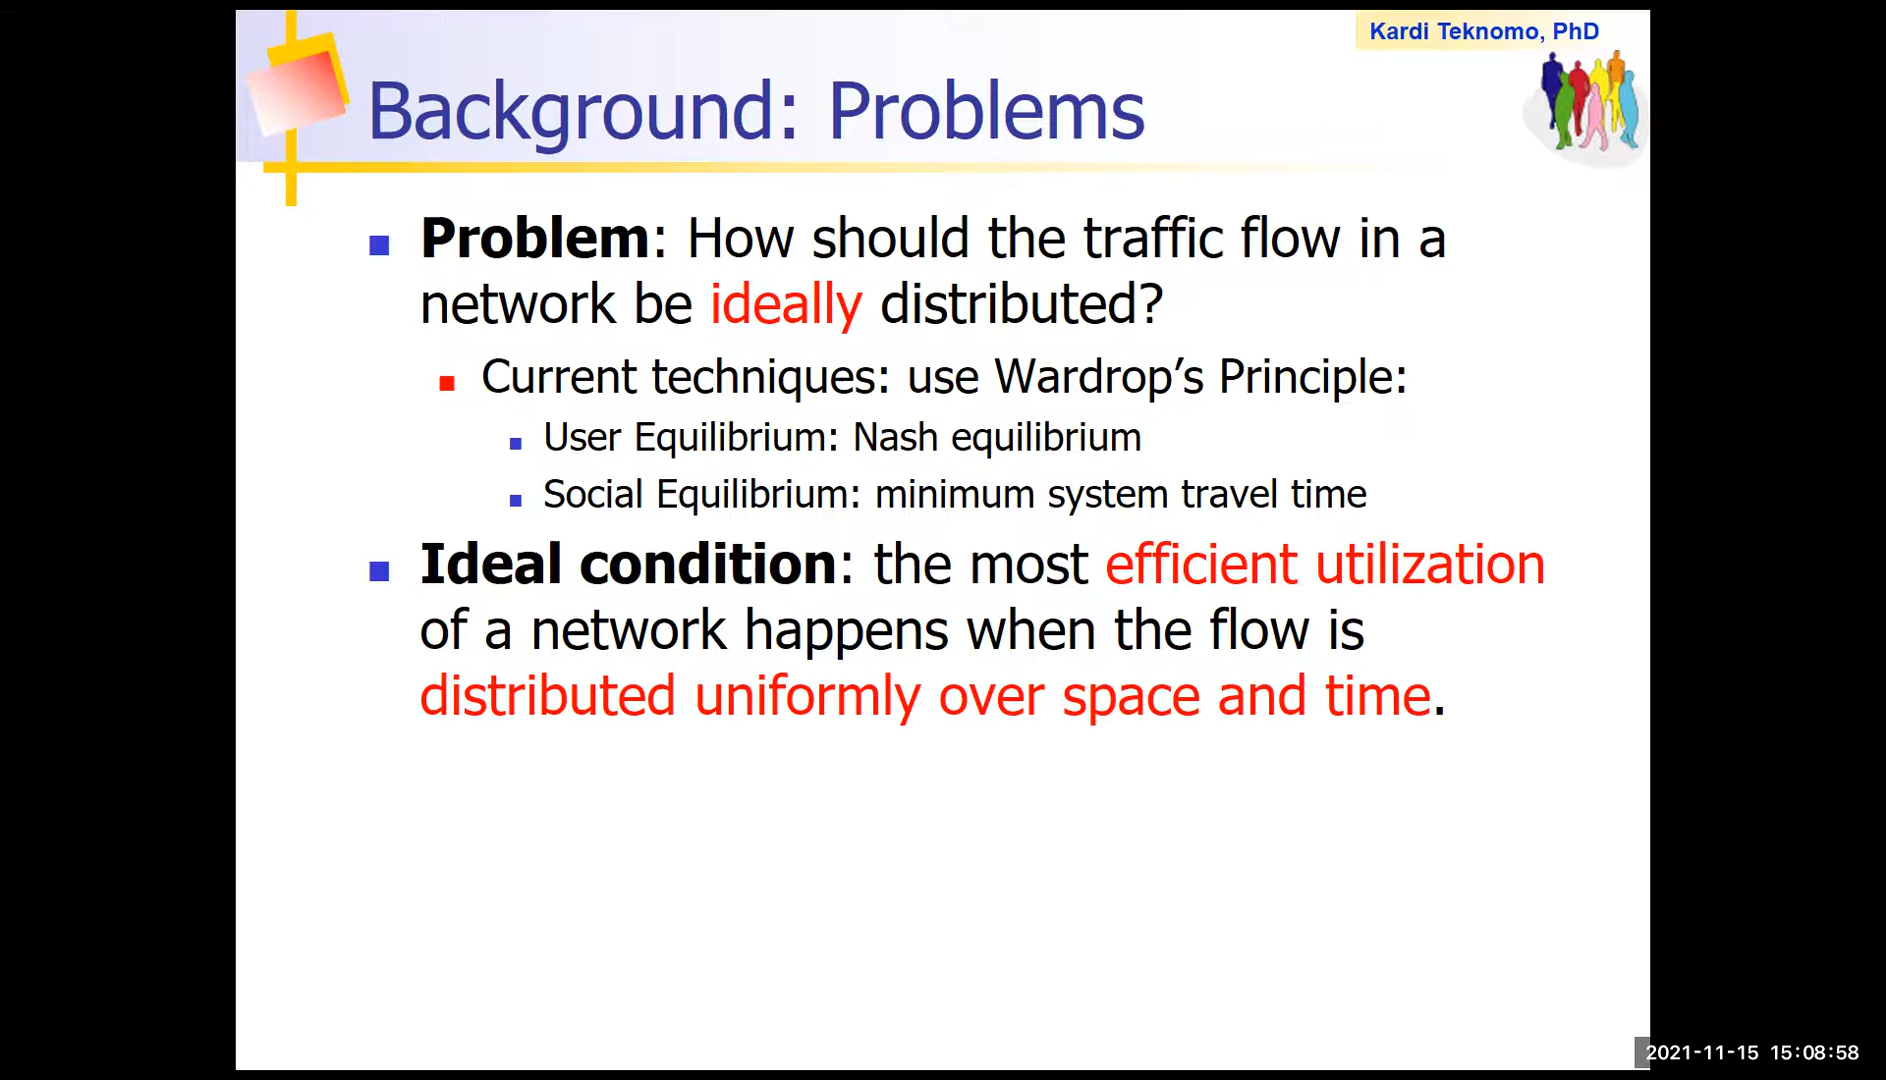 Kardi Teknomo, PhD
Background: Problems
Problem: How should the traffic flow in a
network be ideally distributed?
Current techniques: use Wardrop’s Principle:
User Equilibrium: Nash equilibrium
Social Equilibrium: minimum system travel time
Ideal condition: the most efficient utilization
of a network happens when the flow is
distributed uniformly over space and time.
2021-11-15 15:08:58